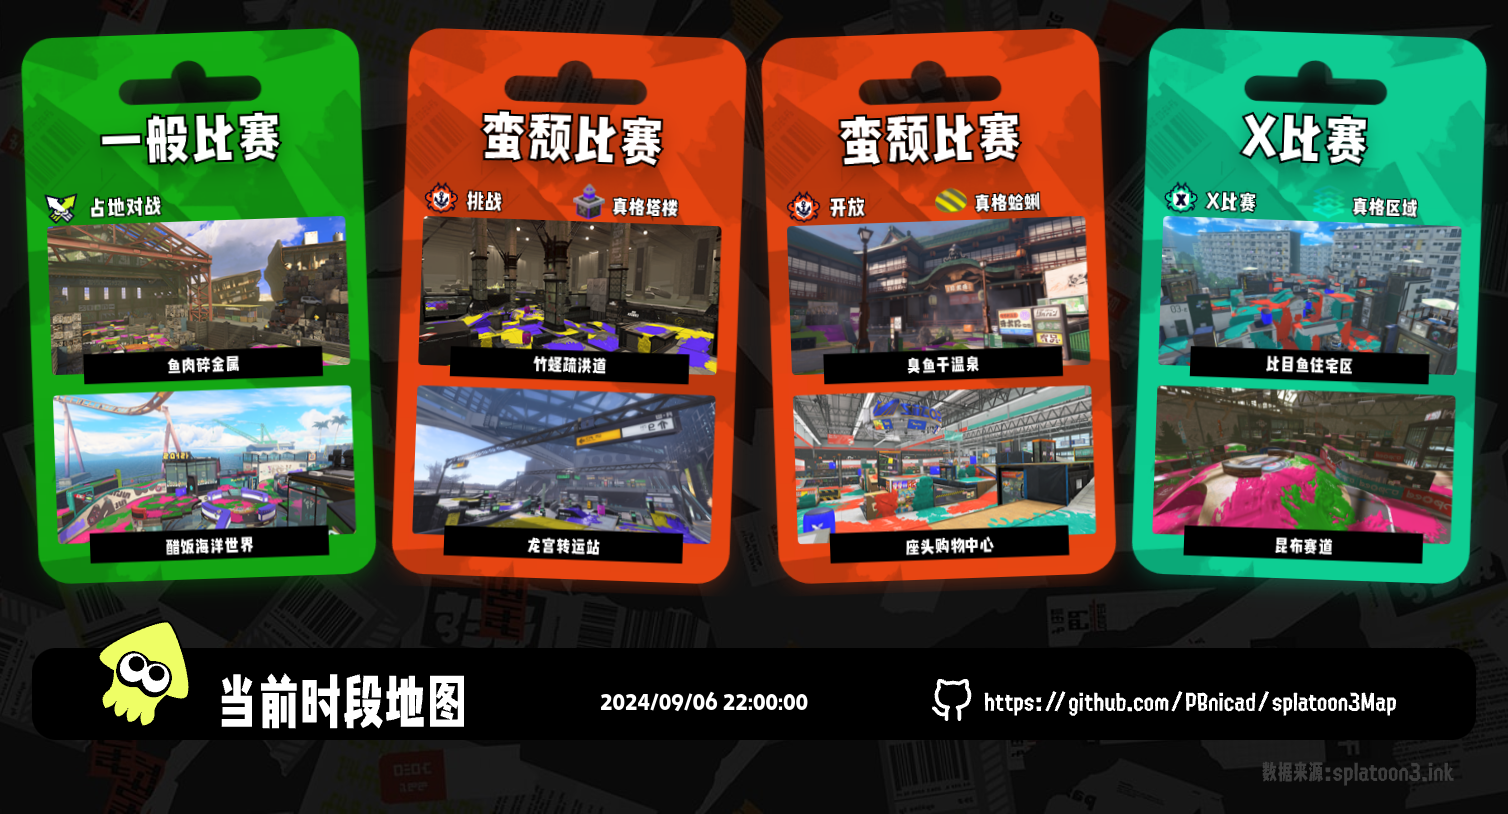 一般比赛
占地对战
鱼肉碎金属
醋饭海洋世界
蛮颓比赛
挑战
真格塔楼
竹蛏疏洪道
龙宫转运站
蛮颓比赛
开放
真格蛤蜊
臭鱼干温泉
座头购物中心
X比赛
X比赛
真格区域
比目鱼住宅区
昆布赛道
当前时段地图
2024/09/06 22:00:00
https://github.com/PBnicad/splatoon3Map
数据来源:splatoon3.ink